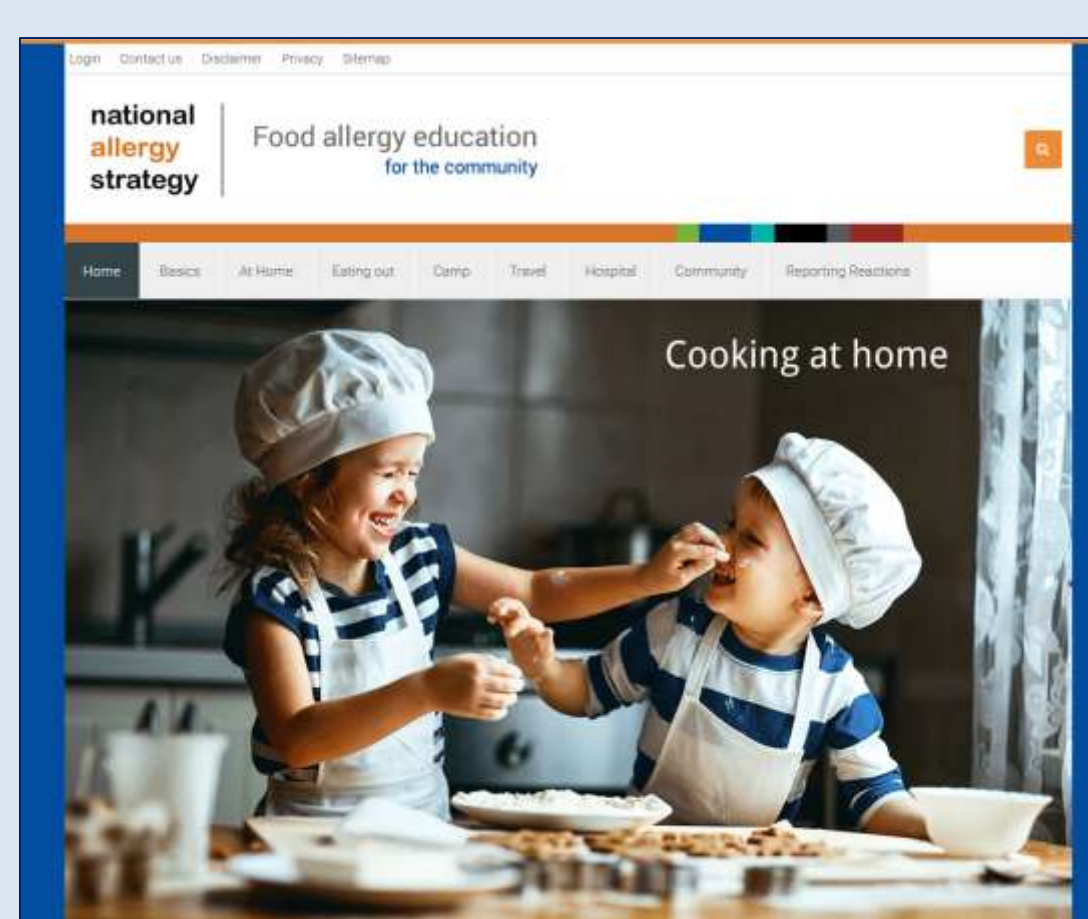 Login Contact us Disclaimer Privacy Sitemap
national
allergy
strategy
Food allergy education
for the community
Home Basics At Home Eating out Camp Travel Hospital Community Reporting Reactions
Cooking at home